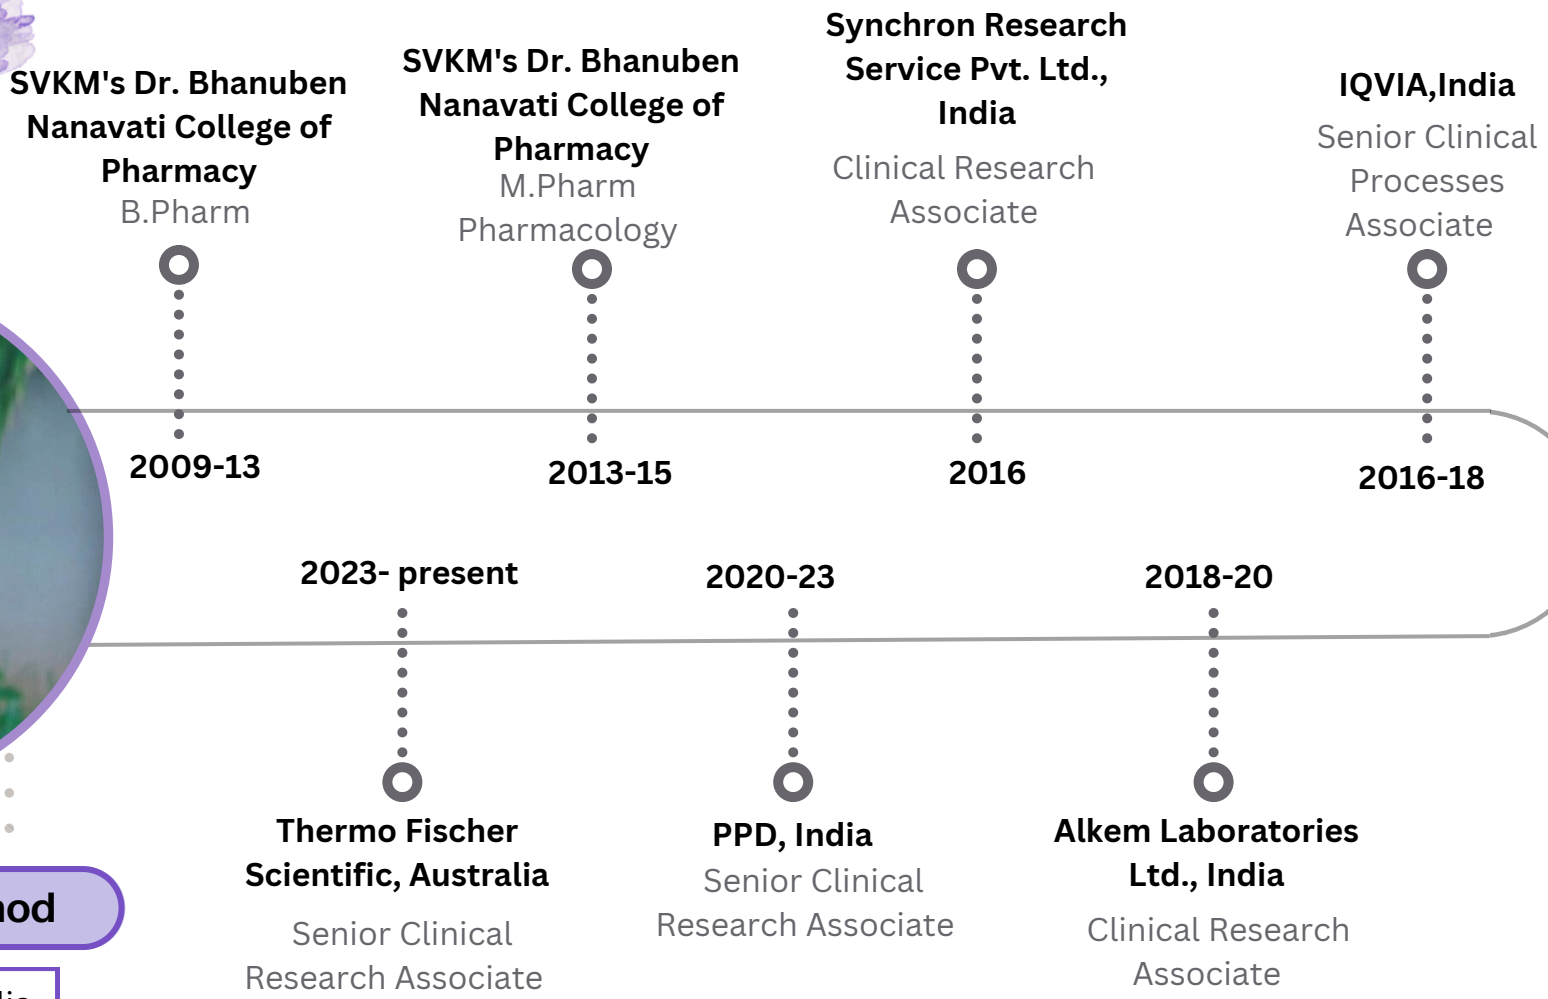 SVKM's Dr. Bhanuben
Nanavati College of
Pharmacy
B.Pharm
2009-13
SVKM's Dr. Bhanuben
Nanavati College of
Pharmacy
M.Pharm
Pharmacology
2013-15
Synchron Research
Service Pvt. Ltd.,
India
Clinical Research
Associate
2016
IQVIA,India
Senior Clinical
Processes
Associate
2016-18
2018-20
Alkem Laboratories
Ltd., India
Clinical Research
Associate
2020-23
PPD, India
Senior Clinical
Research Associate
2023- present
Thermo Fischer
Scientific, Australia
Senior Clinical
Research Associate